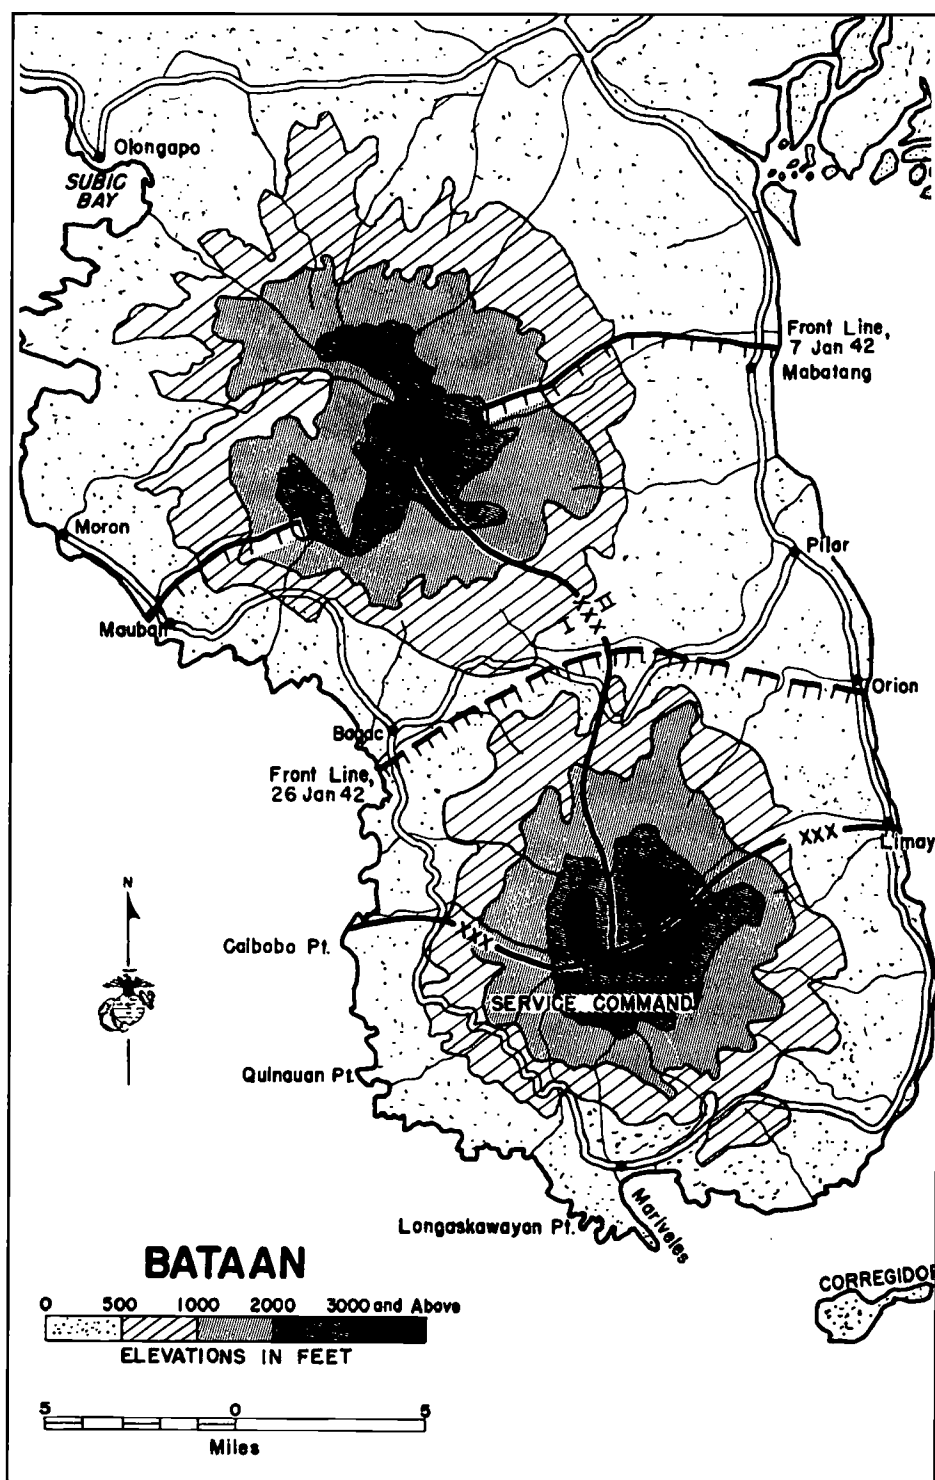 Olongapo
SUBIC
BAY
Front Line,
7 Jan 42
Mabatang
Moron
Pilar
Mauban
XXX
I
II
Orion
Bagac
Front Line,
26 Jan 42
XXX
Limay
N
XXX
Caibobo Pt.
SERVICE COMMAND
Quinauan Pt.
Mariveles
Longaskawayan Pt.
CORREGIDOR
BATAAN
0 500 1000 2000 3000 and Above
ELEVATIONS IN FEET
5 0 5
Miles